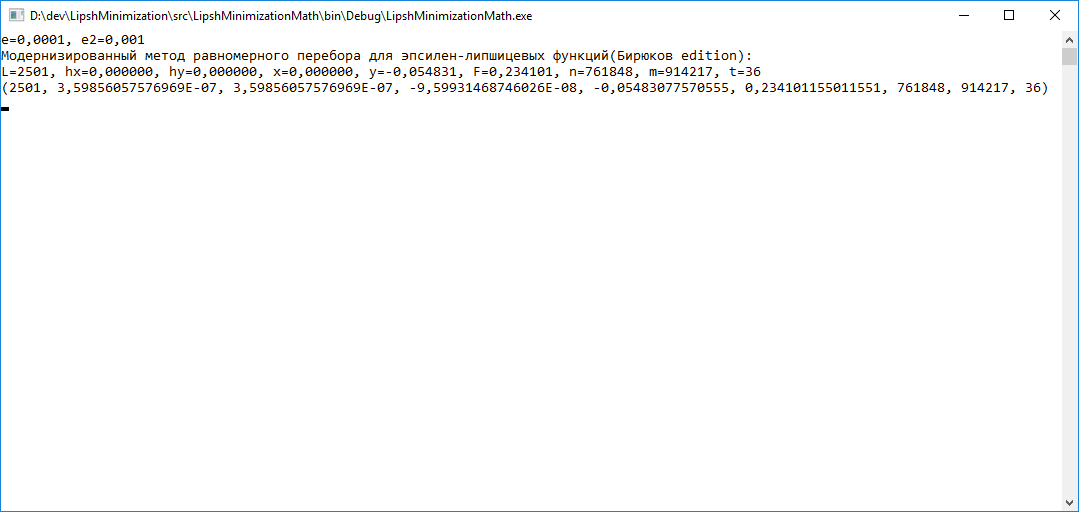 D:\dev\LipshMinimization\src\LipshMinimizationMath\bin\Debug\LipshMinimizationMath.exe
e=0,0001, e2=0,001
Модернизированный метод равномерного перебора для эпсилен-липшицевых функций(Бирюков edition):
L=2501, hx=0,000000, hy=0,000000, x=0,000000, y=-0,054831, F=0,234101, n=761848, m=914217, t=36
(2501, 3,59856057576969E-07, 3,59856057576969E-07, -9,59931468746026E-08, -0,05483077570555, 0,234101155011551, 761848, 914217, 36)